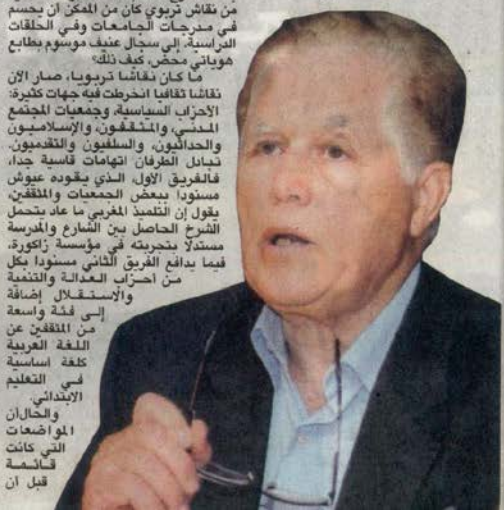 من نقاش تربوي كان من الممكن أن يحسم
في مدرجات الجامعات وفي الحلقات
الدراسية، إلى سجال عنيف موسوم بطابع
هوياتي محض، كيف ذلك؟
ما كان نقاشا تربويا، صار الآن
نقاشا ثقافيا انخرطت فيه جهات كثيرة:
الأحزاب السياسية، وجمعيات المجتمع
المدني، والمثقفون، والإسلاميون
والحداثيون، والسلفيون والتقدميون.
تبادل الطرفان اتهامات قاسية جدا،
فالفريق الأول، الذي يقوده عيوش
مسنودا ببعض الجمعيات والمثقفين،
يقول إن التلميذ المغربي ما عاد يتحمل
الشرخ الحاصل بين الشارع والمدرسة
مستدلا بتجربته في مؤسسة زاكورة،
فيما يدافع الفريق الثاني مسنودا بكل
من أحزاب العدالة والتنمية
والاستقلال إضافة
إلى فئة واسعة
من المثقفين عن
اللغة العربية
كلغة اساسية
في التعليم
الابتدائي.
والحال أن
المواضعات
التي كانت
قائمة
قبل أن